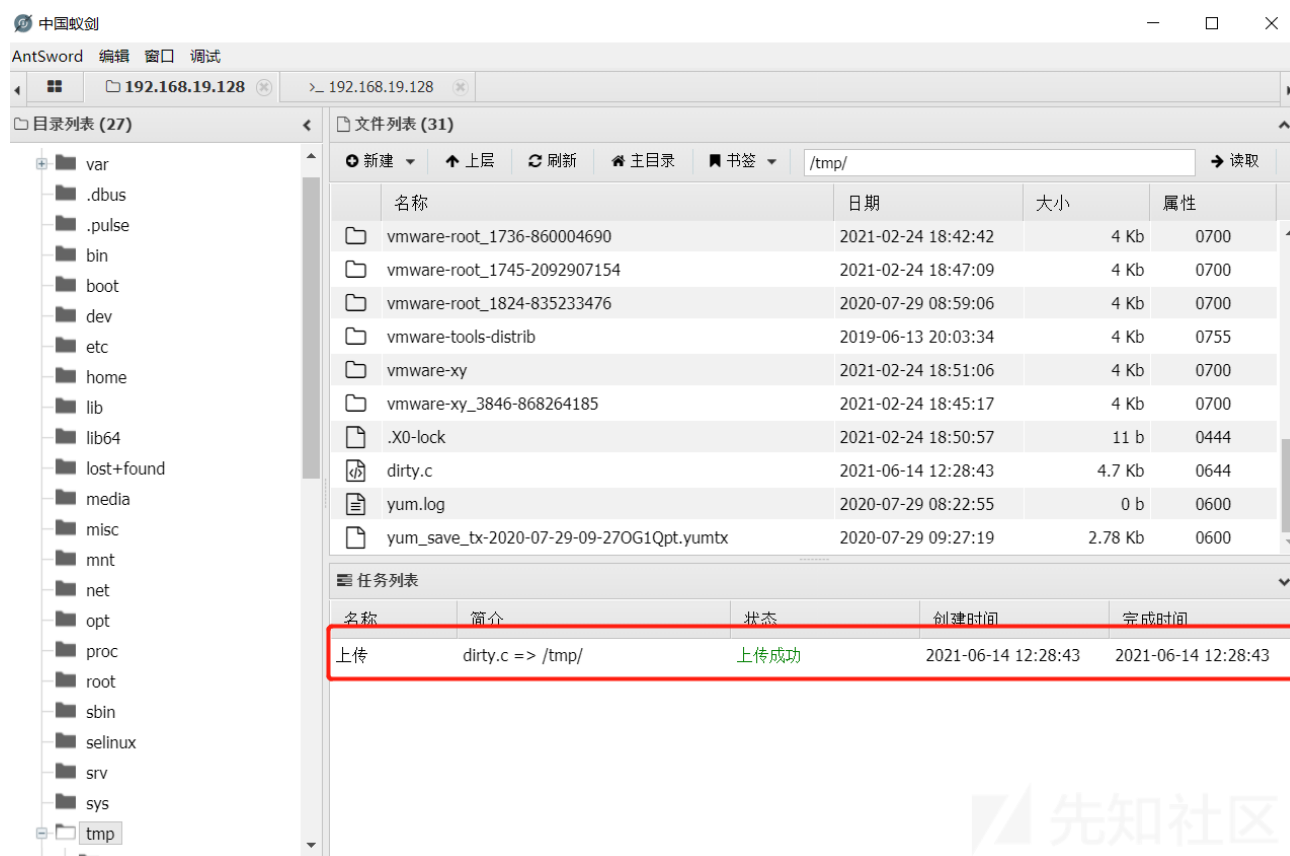 中国蚁剑
AntSword 编辑 窗口 调试
192.168.19.128 >_ 192.168.19.128
目录列表 (27)
var
.dbus
.pulse
bin
boot
dev
etc
home
lib
lib64
lost+found
media
misc
mnt
net
opt
proc
root
sbin
selinux
srv
sys
tmp
文件列表 (31)
新建 上层 刷新 主目录 书签 /tmp/ 读取
名称 日期 大小 属性
vmware-root_1736-860004690 2021-02-24 18:42:42 4 Kb 0700
vmware-root_1745-2092907154 2021-02-24 18:47:09 4 Kb 0700
vmware-root_1824-835233476 2020-07-29 08:59:06 4 Kb 0700
vmware-tools-distrib 2019-06-13 20:03:34 4 Kb 0755
vmware-xy 2021-02-24 18:51:06 4 Kb 0700
vmware-xy_3846-868264185 2021-02-24 18:45:17 4 Kb 0700
.X0-lock 2021-02-24 18:50:57 11 b 0444
dirty.c 2021-06-14 12:28:43 4.7 Kb 0644
yum.log 2020-07-29 08:22:55 0 b 0600
yum_save_tx-2020-07-29-09-27OG1Qpt.yumtx 2020-07-29 09:27:19 2.78 Kb 0600
任务列表
名称 简介 状态 创建时间 完成时间
上传 dirty.c => /tmp/ 上传成功 2021-06-14 12:28:43 2021-06-14 12:28:43
先知社区